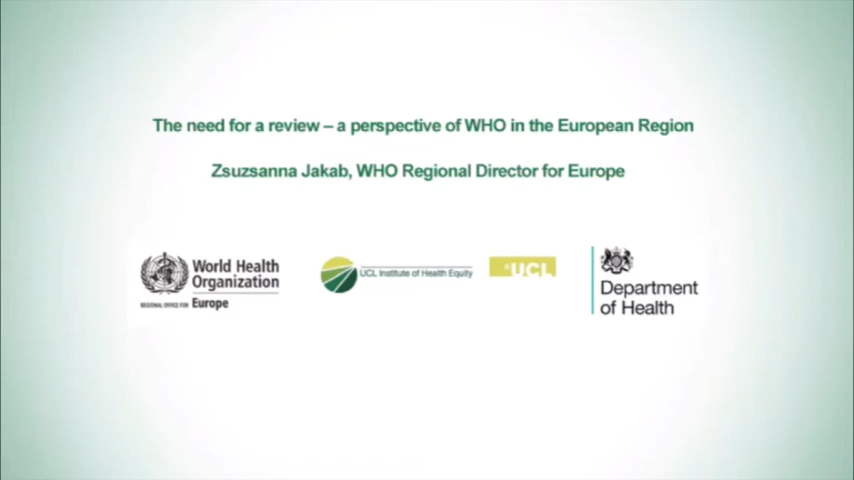 The need for a review – a perspective of WHO in the European Region
Zsuzsanna Jakab, WHO Regional Director for Europe
World Health
Organization
REGIONAL OFFICE FOR Europe
UCL Institute of Health Equity
UCL
Department
of Health